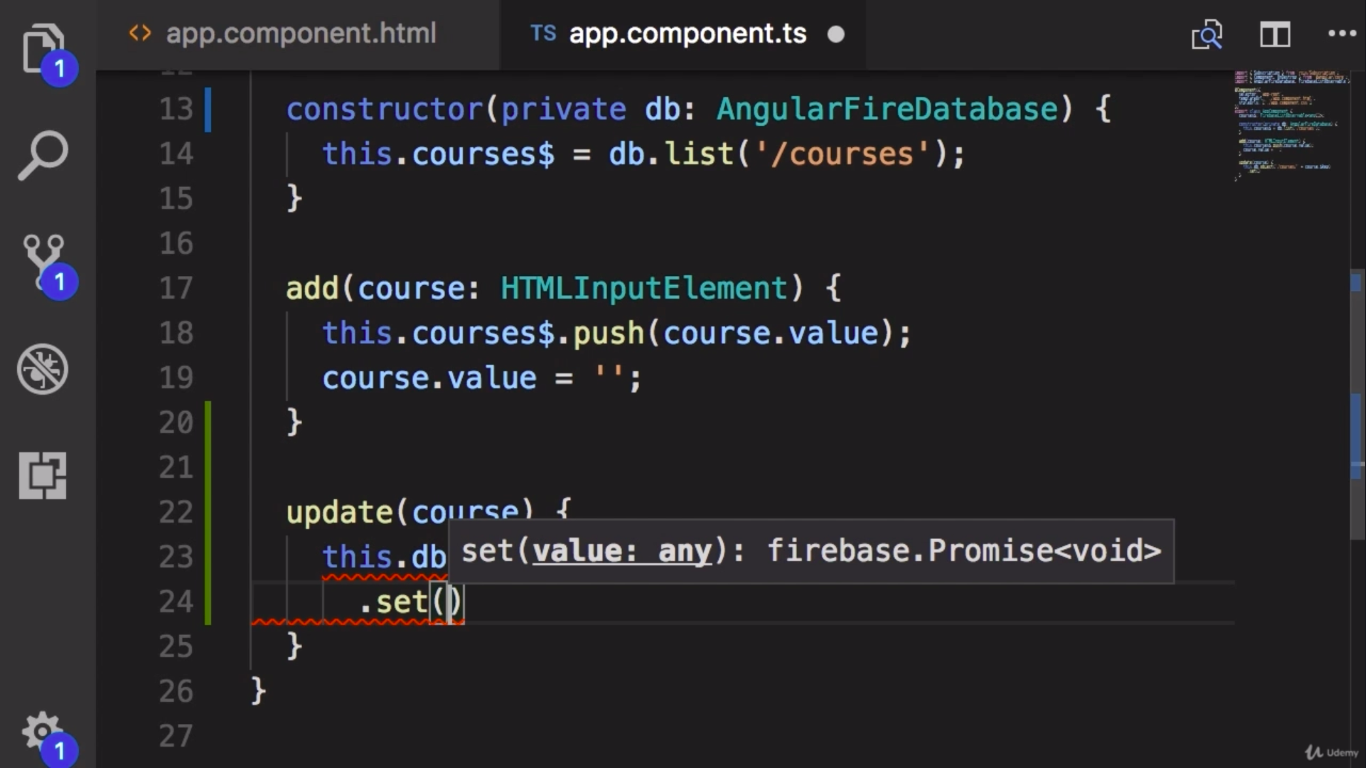 app.component.html
TS app.component.ts
1
1
1
13 constructor(private db: AngularFireDatabase) {
14 this.courses$ = db.list('/courses');
15 }
16
17 add(course: HTMLInputElement) {
18 this.courses$.push(course.value);
19 course.value = '';
20 }
21
22 update(course) {
set(value: any): firebase.Promise<void>
23 this.db
24 .set()
25 }
26 }
27
Udemy